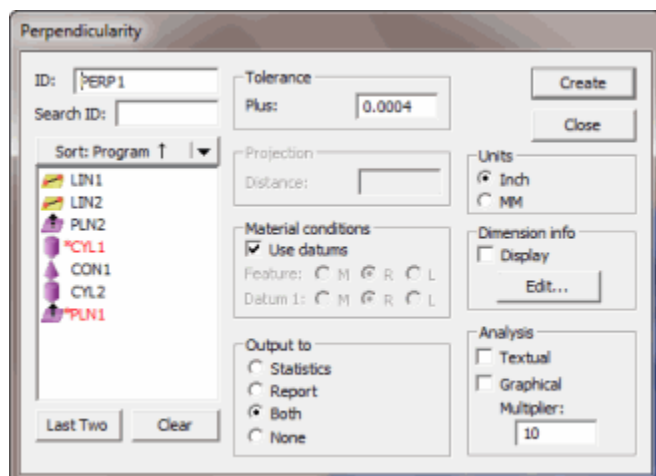 Perpendicularity
ID: PERP1
Search ID:
Sort: Program ↑
LIN1
LIN2
PLN2
*CYL1
CON1
CYL2
*PLN1
Last Two Clear
Tolerance
Plus: 0.0004
Projection
Distance:
Material conditions
Use datums
Feature: M R L
Datum 1: M R L
Output to
Statistics
Report
Both
None
Create
Close
Units
Inch
MM
Dimension info
Display
Edit...
Analysis
Textual
Graphical
Multiplier:
10